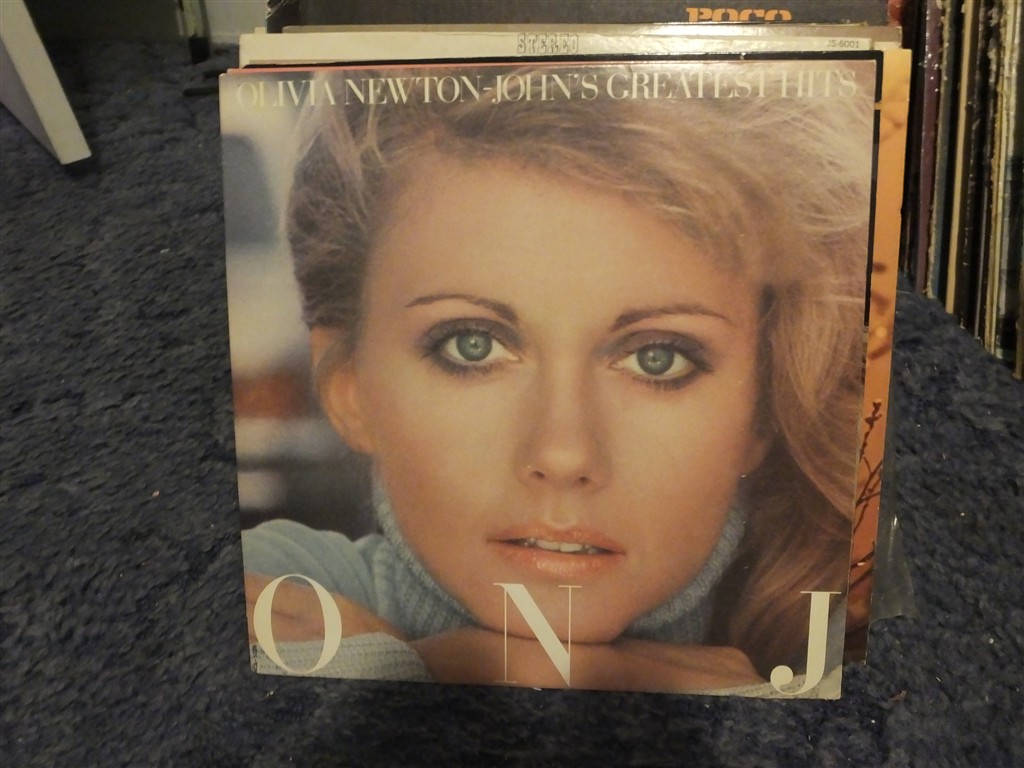 POCO
STEREO
JS-6001
OLIVIA NEWTON-JOHN'S GREATEST HITS
O N J